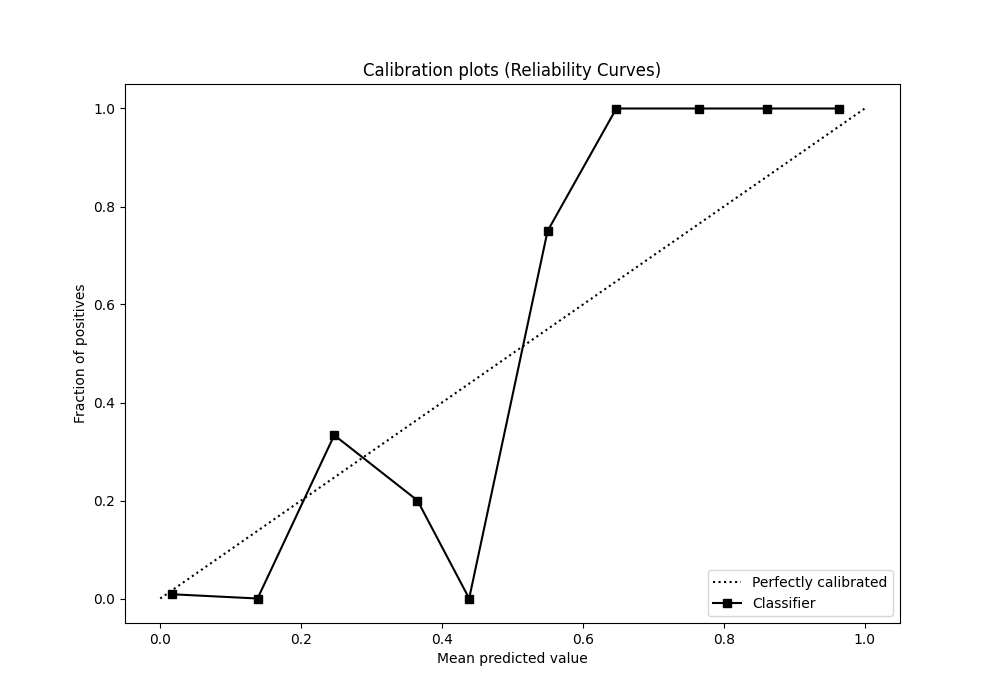 Calibration plots (Reliability Curves)
1.0
0.8
0.6
0.4
0.2
0.0
Fraction of positives
0.0 0.2 0.4 0.6 0.8 1.0
Mean predicted value
Perfectly calibrated
Classifier